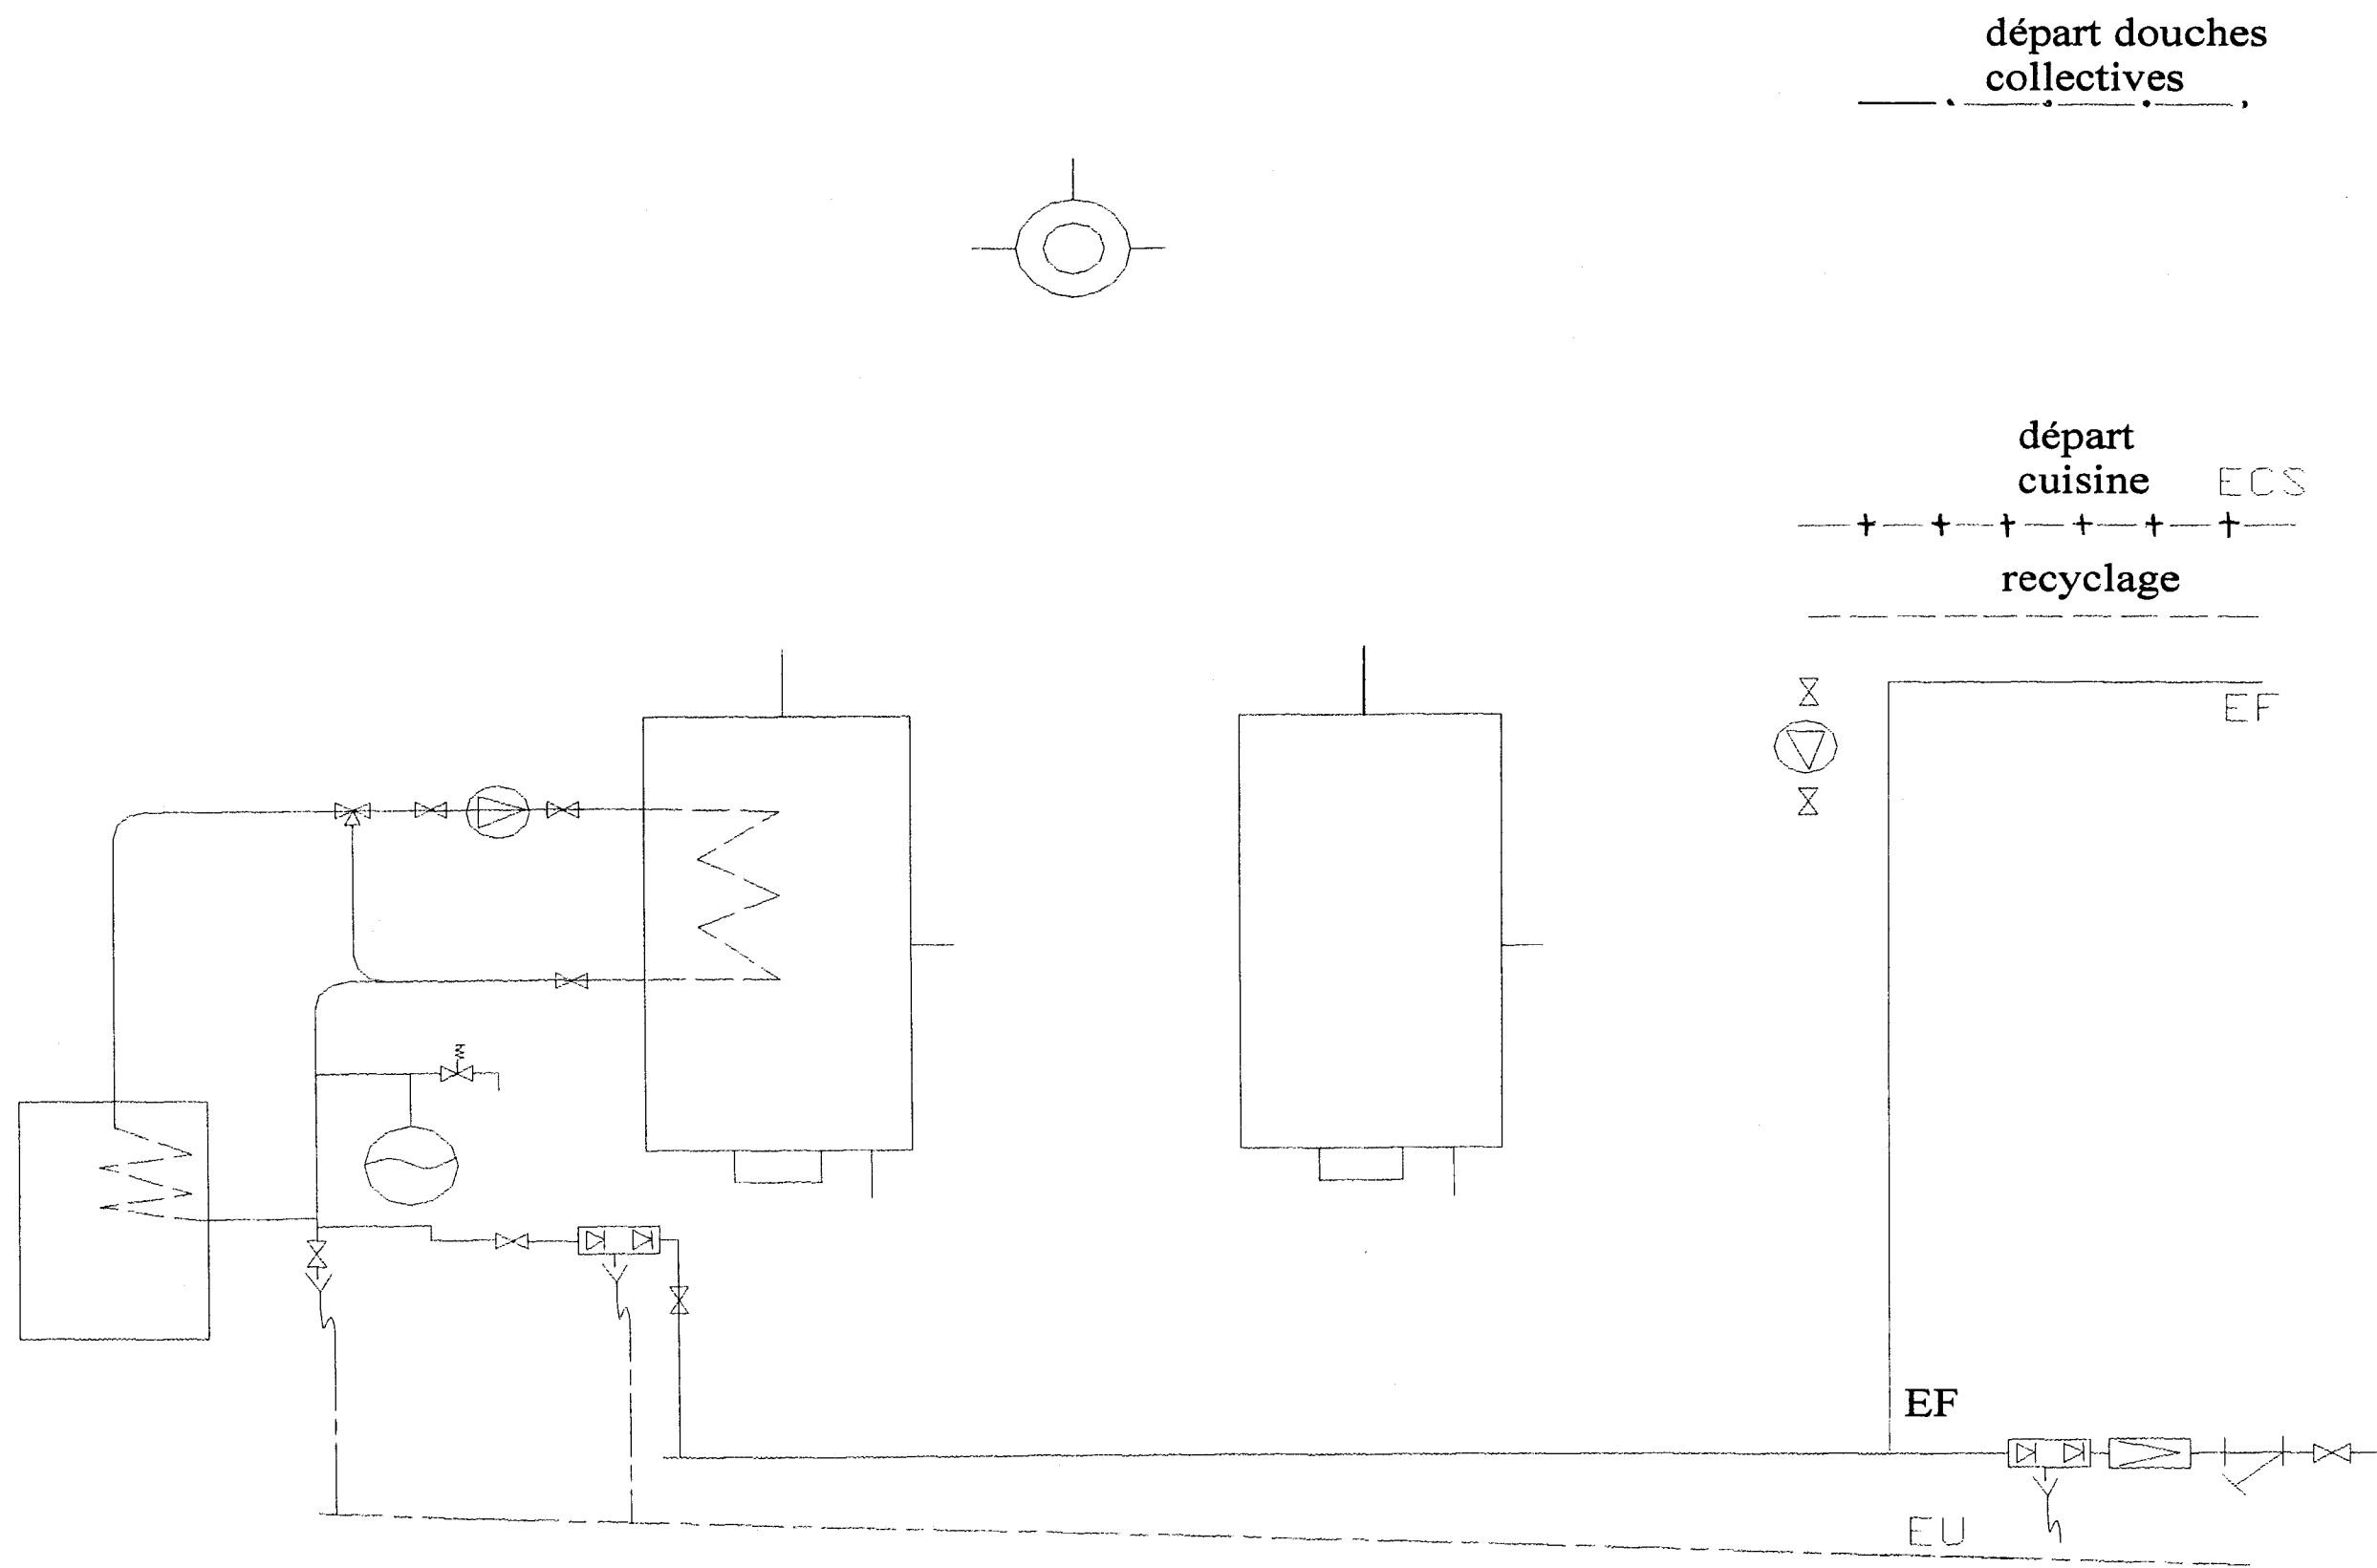 départ douches
collectives
départ
cuisine ECS
recyclage
EF
EF
EU